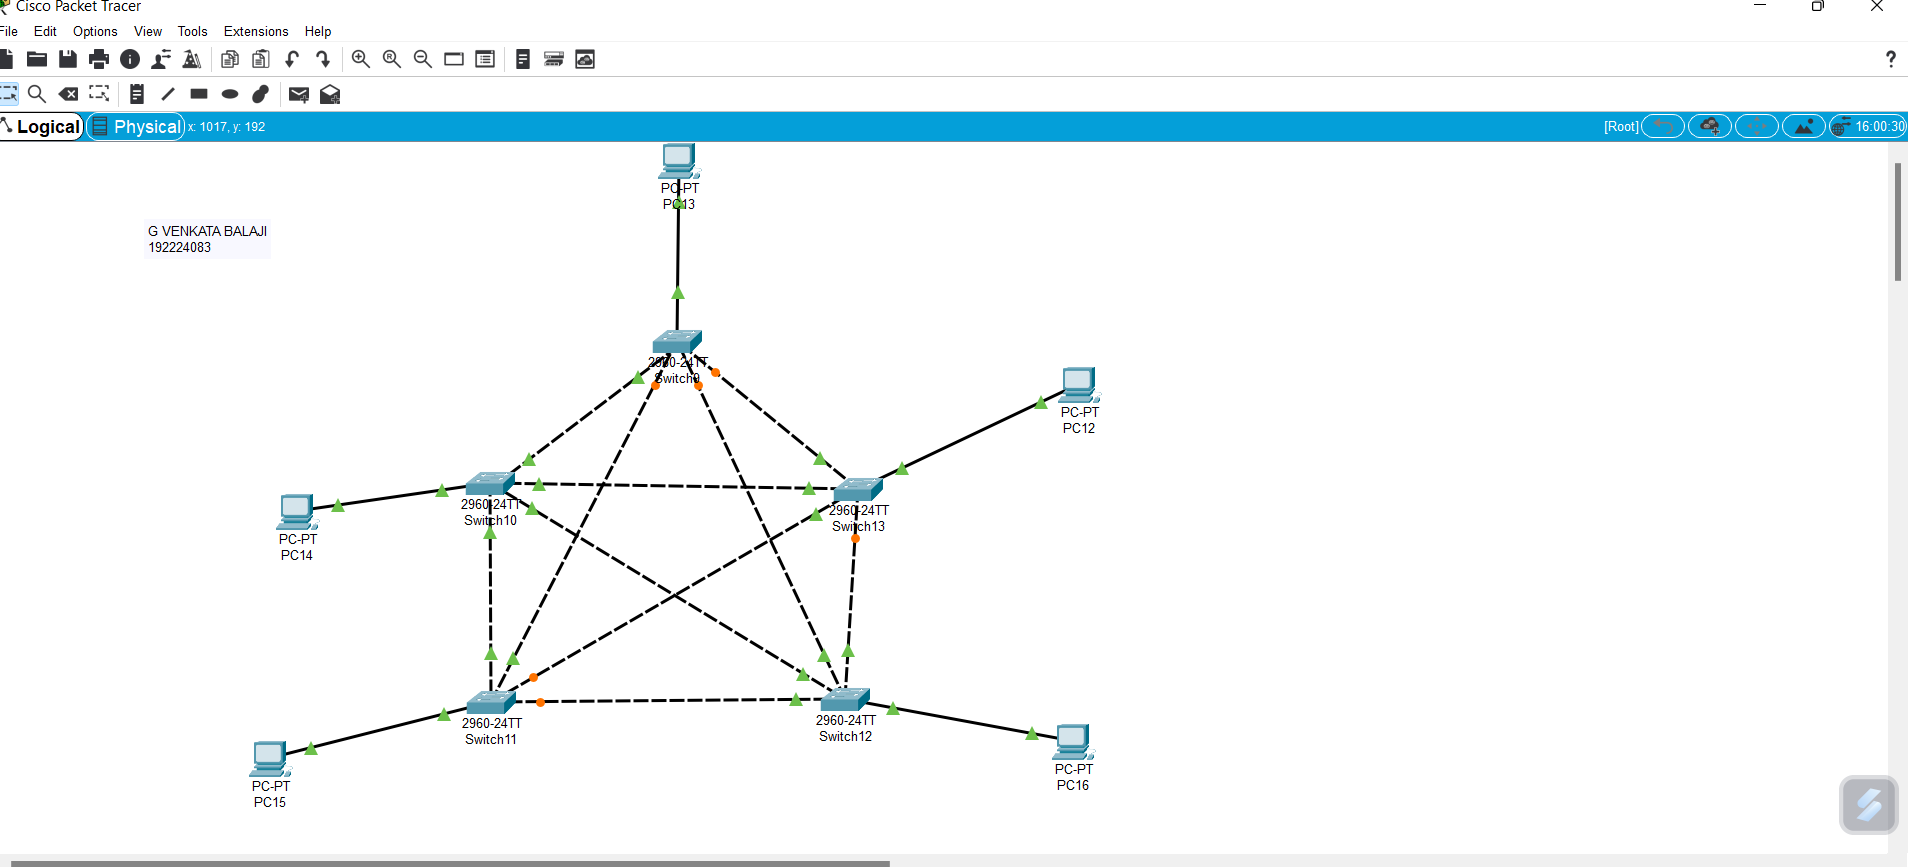 Cisco Packet Tracer
File Edit Options View Tools Extensions Help
?
Logical Physical x: 1017, y: 192 [Root] 16:00:30
PC-PT
PC13
G VENKATA BALAJI
192224083
2960-24TT
Switch9
PC-PT
PC12
2960-24TT
Switch10
2960-24TT
Switch13
PC-PT
PC14
2960-24TT
Switch11
2960-24TT
Switch12
PC-PT
PC15
PC-PT
PC16